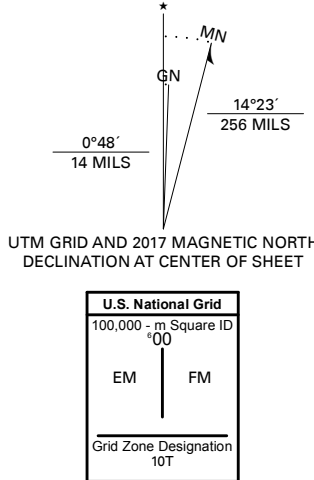 ★
MN
GN
0°48´
14 MILS
14°23´
256 MILS
UTM GRID AND 2017 MAGNETIC NORTH
DECLINATION AT CENTER OF SHEET
U.S. National Grid
100,000 - m Square ID
⁶00
EM FM
Grid Zone Designation
10T